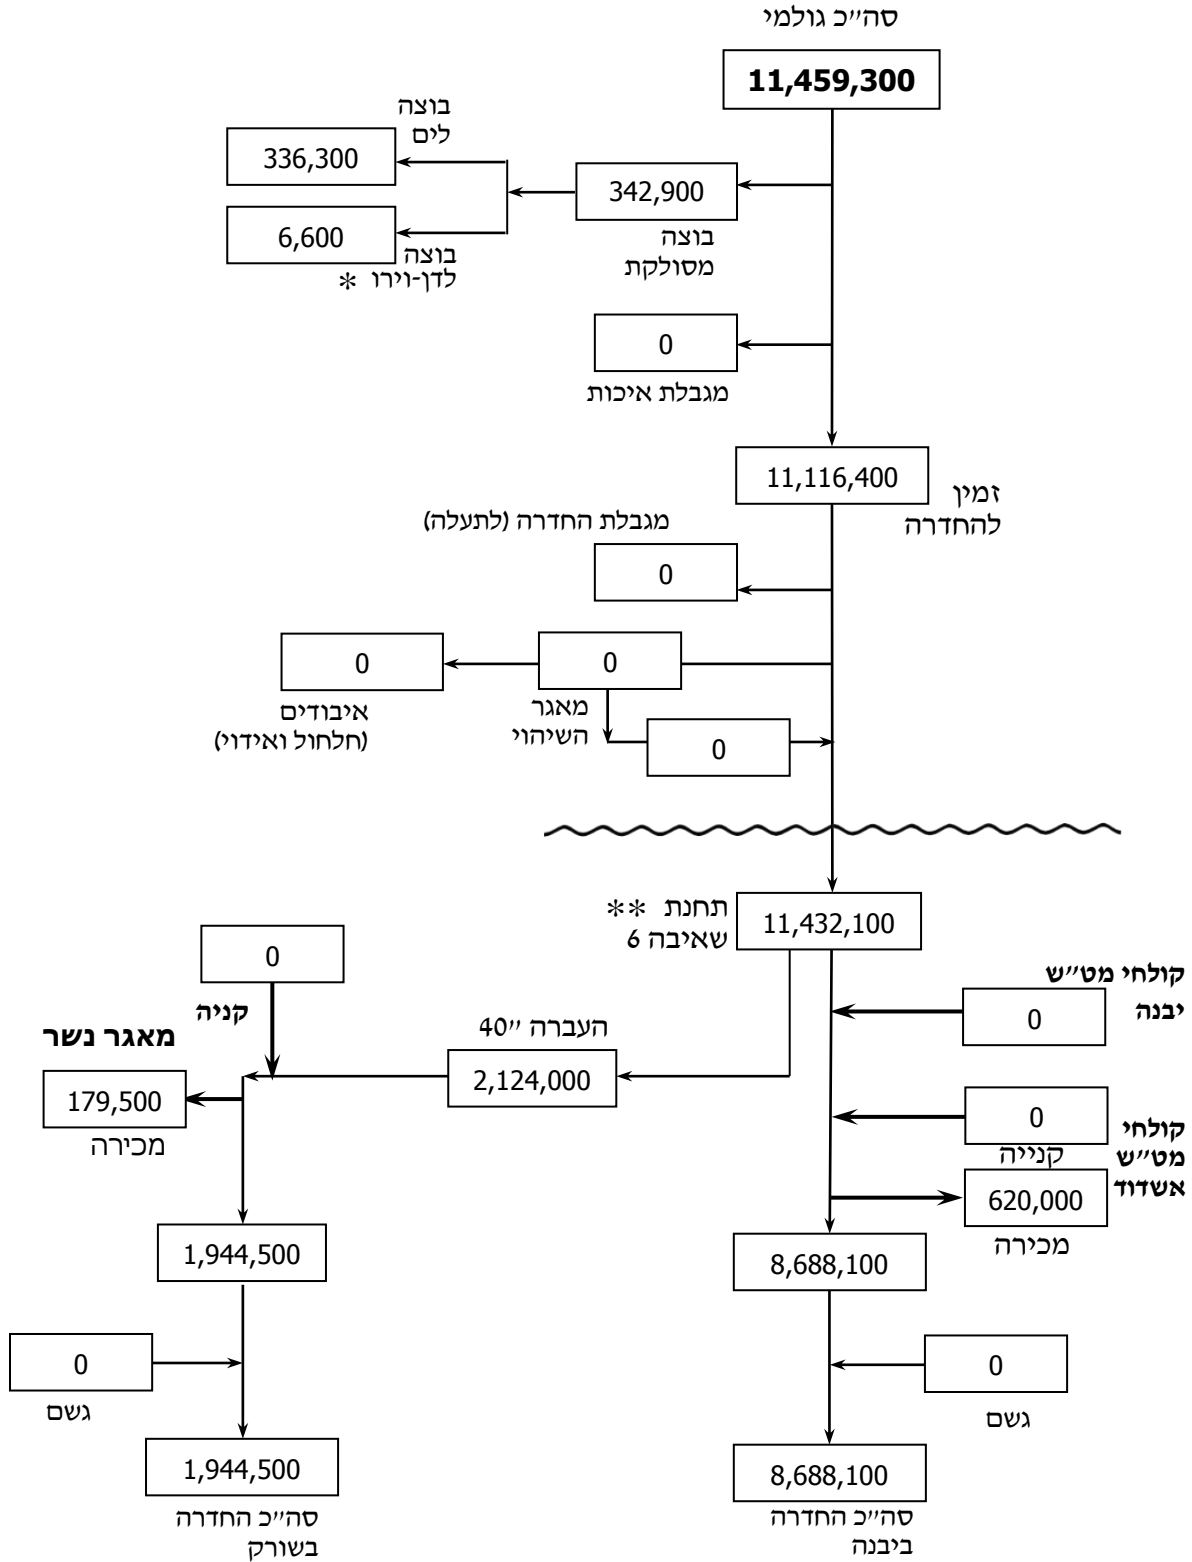 סה״כ גולמי
11,459,300
בוצה
לים
336,300
342,900
בוצה
מסולקת
6,600
בוצה
לדן-וירו *
0
מגבלת איכות
11,116,400
זמין
להחדרה
מגבלת החדרה (לתעלה)
0
0
0
איבודים
(חלחול ואידוי)
מאגר
השיהוי
0
תחנת **
שאיבה 6
11,432,100
0
קניה
קולחי מט״ש
יבנה
0
העברה 40״
2,124,000
מאגר נשר
179,500
מכירה
0
קנייה
קולחי
מט״ש
אשדוד
620,000
מכירה
1,944,500
8,688,100
0
גשם
0
גשם
1,944,500
סה״כ החדרה
בשורק
8,688,100
סה״כ החדרה
ביבנה